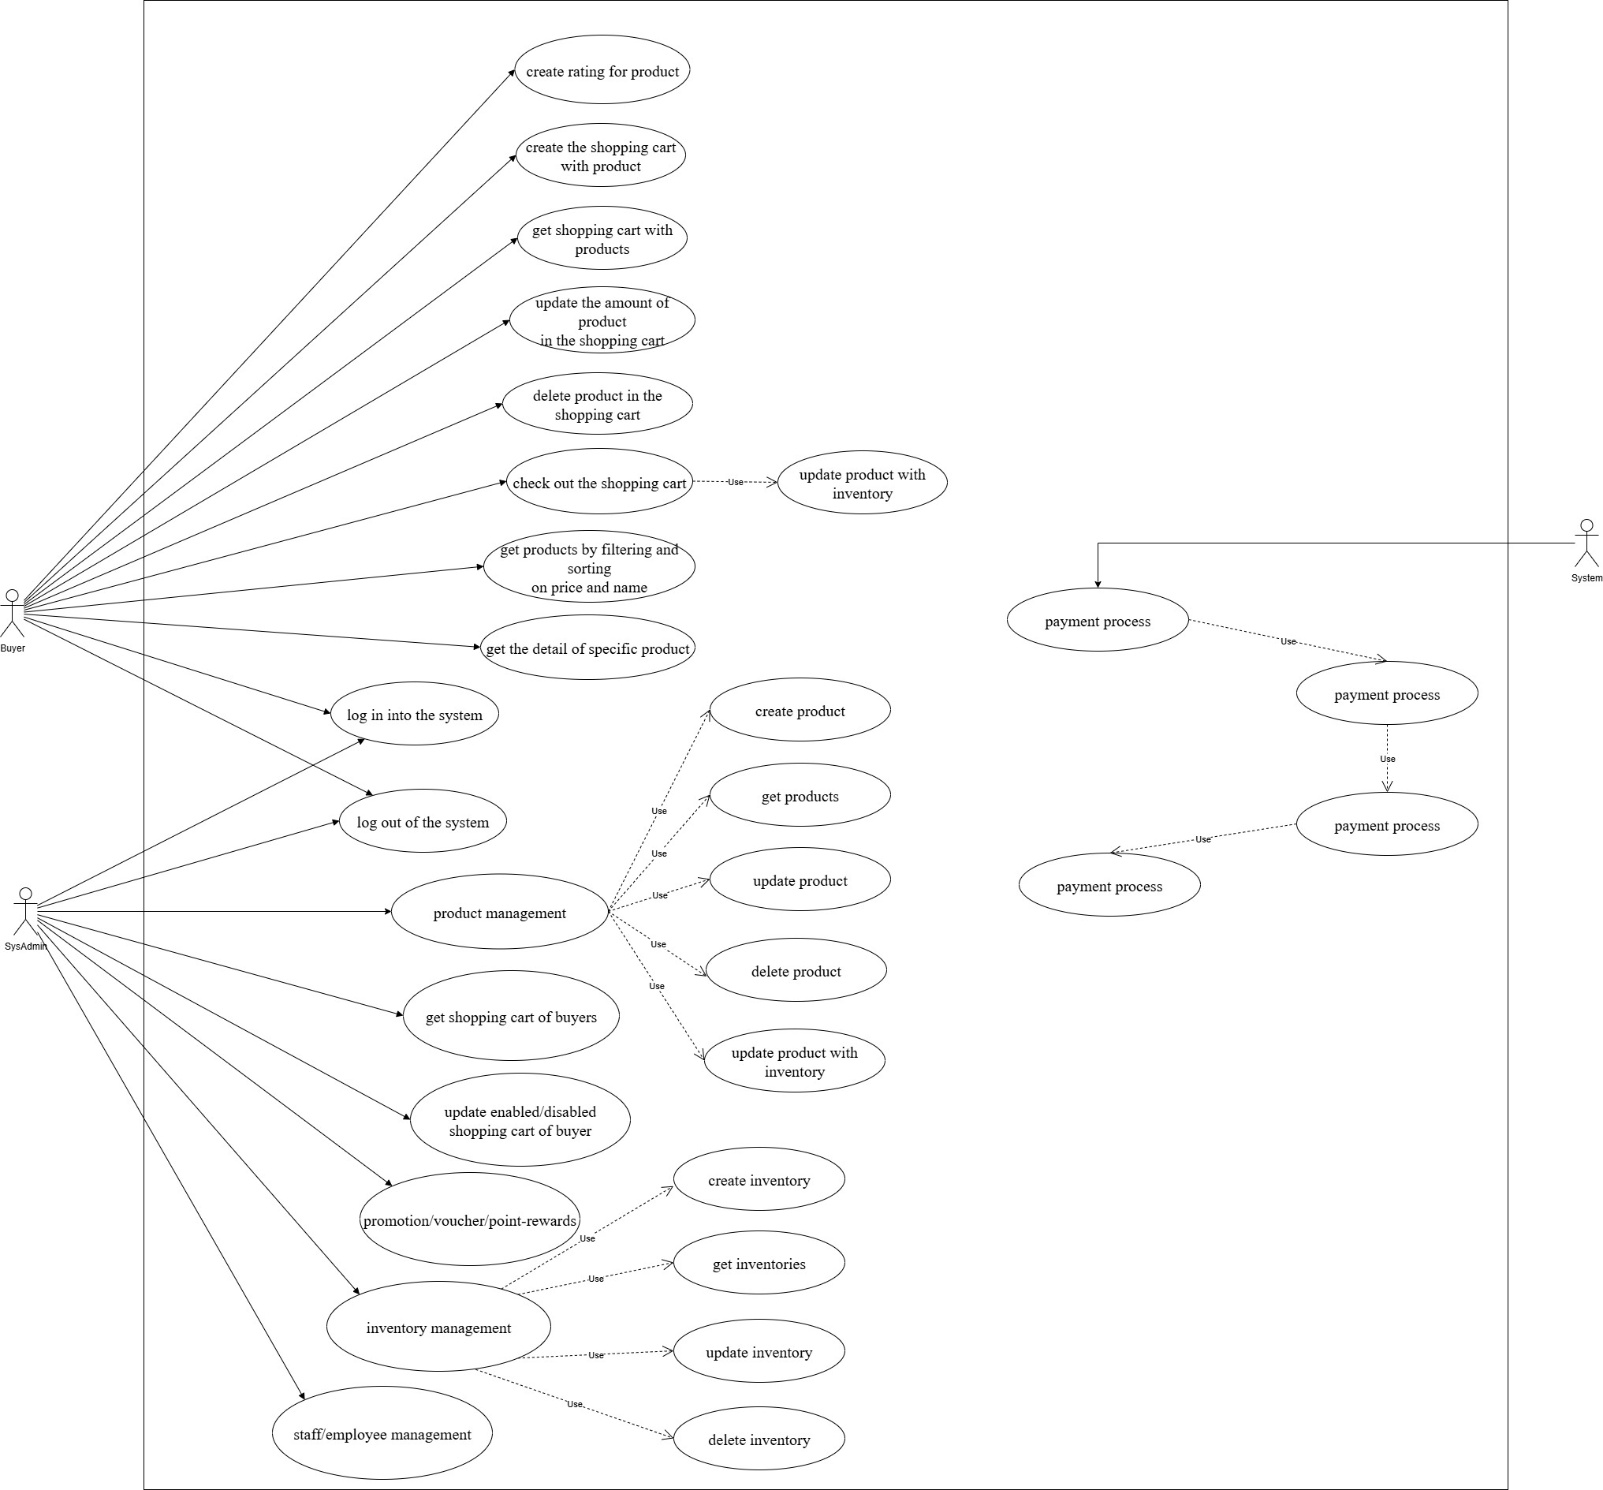 create rating for product
create the shopping cart
with product
get shopping cart with
products
update the amount of
product
in the shopping cart
delete product in the
shopping cart
check out the shopping cart
Use
update product with
inventory
get products by filtering and
sorting
on price and name
get the detail of specific product
Buyer
System
payment process
Use
payment process
Use
payment process
Use
payment process
log in into the system
log out of the system
SysAdmin
product management
Use
create product
Use
get products
Use
update product
Use
delete product
Use
update product with
inventory
get shopping cart of buyers
update enabled/disabled
shopping cart of buyer
promotion/voucher/point-rewards
inventory management
Use
create inventory
Use
get inventories
Use
update inventory
Use
delete inventory
staff/employee management